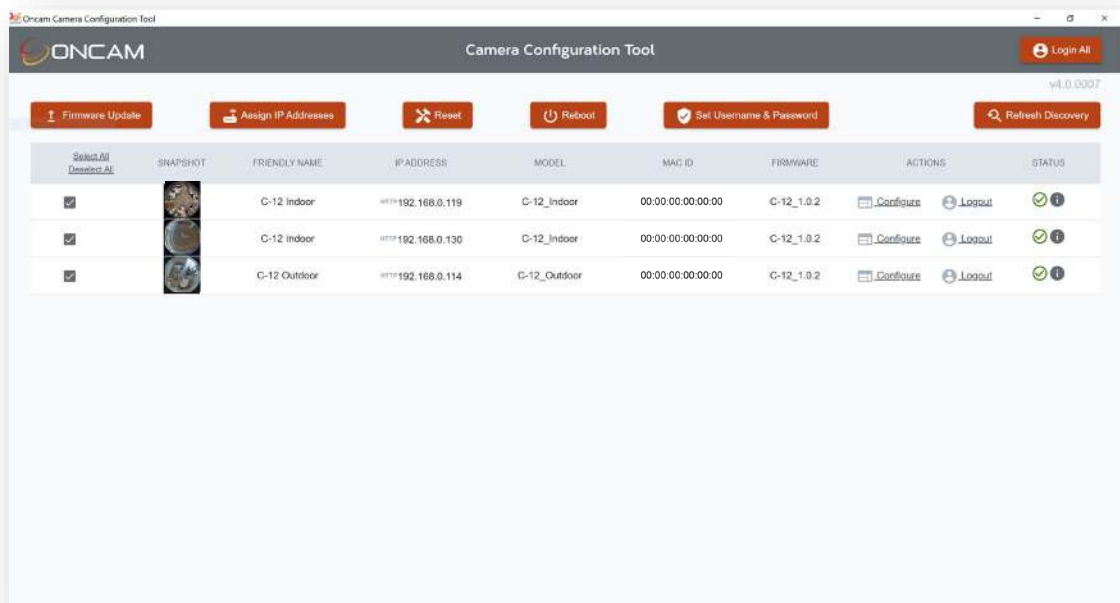 Oncam Camera Configuration Tool
ONCAM
Camera Configuration Tool
Login All
v4.0.0007
Firmware Update
Assign IP Addresses
Reset
Reboot
Set Username & Password
Refresh Discovery
Select All
Deselect All
SNAPSHOT
FRIENDLY NAME
IP ADDRESS
MODEL
MAC ID
FIRMWARE
ACTIONS
STATUS
C-12 Indoor HTTP 192.168.0.119 C-12_Indoor 00:00:00:00:00:00 C-12_1.0.2 Configure Logout
C-12 Indoor HTTP 192.168.0.130 C-12_Indoor 00:00:00:00:00:00 C-12_1.0.2 Configure Logout
C-12 Outdoor HTTP 192.168.0.114 C-12_Outdoor 00:00:00:00:00:00 C-12_1.0.2 Configure Logout